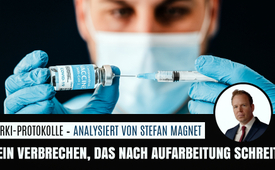 RKI-PROTOKOLLE - ANALYSIERT VON STEFAN MAGNET
EIN VERBRECHEN, DAS NACH AUFARBEITUNG SCHREIT